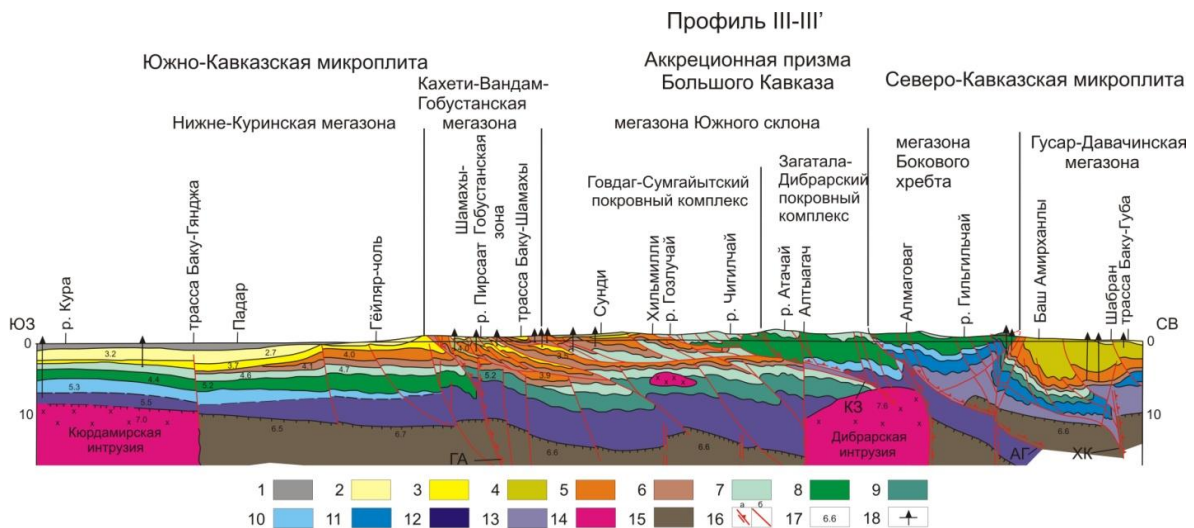 Профиль III-III'
Южно-Кавказская микроплита
Аккреционная призма
Большого Кавказа
Северо-Кавказская микроплита
Кахети-Вандам-
Гобустанская
мегазона
Нижне-Куринская мегазона
мегазона Южного склона
мегазона
Бокового
хребта
Гусар-Давачинская
мегазона
Говдаг-Сумгайытский
покровный комплекс
Загатала-
Дибрарский
покровный
комплекс
Шамахы-
Гобустанская
зона
р. Кура
трасса Баку-Гянджа
Падар
Гёйляр-чоль
р. Пирсаат
трасса Баку-Шамахы
Сунди
Хильмилли
р. Гозлучай
р. Чигилчай
р. Атачай
Алтыагач
Алмаговаг
р. Гильгильчай
Баш Амирханлы
Шабран
трасса Баку-Губа
ЮЗ
СВ
0
0
3.2
2.7
3.7
4.0
4.1
4.7
4.6
4.4
5.2
5.3
5.5
5.2
3.9
10
10
x x x x
7.0
Кюрдамирская
интрузия
6.5
6.7
6.6
6.6
7.6
Дибрарская
интрузия
6.6
ГА
КЗ
АГ
ХК
1 2 3 4 5 6 7 8 9
10 11 12 13 14 15 16 а б 17 6.6 18